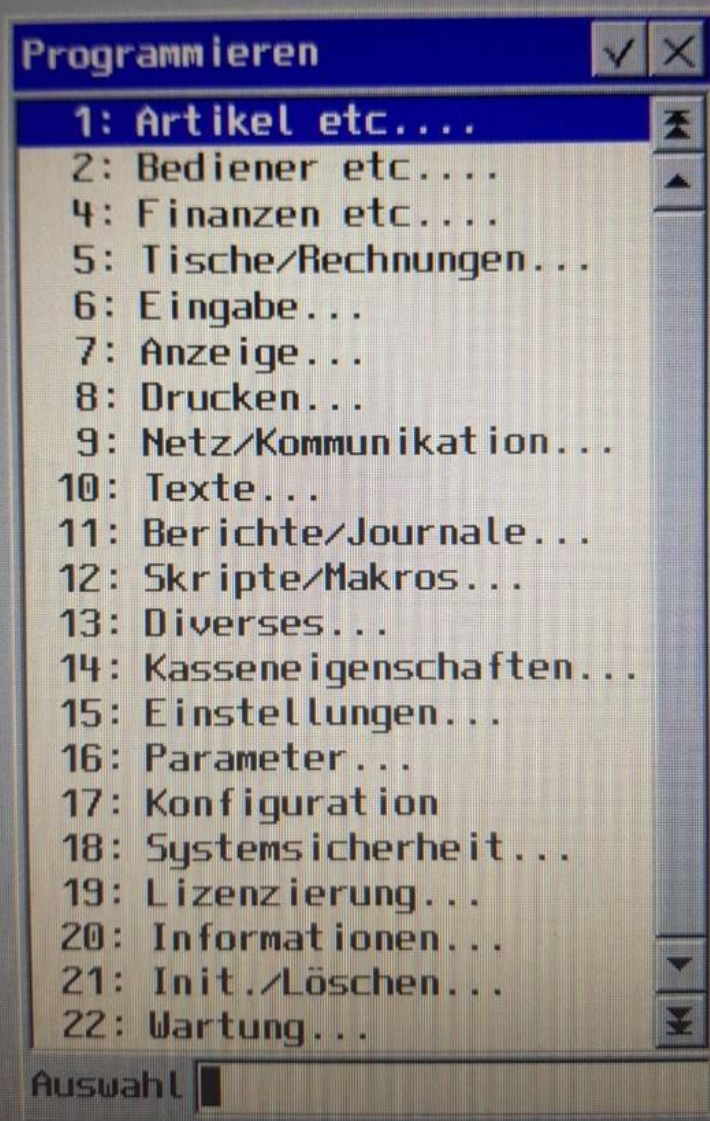 Programmieren
1: Artikel etc....
2: Bediener etc....
4: Finanzen etc....
5: Tische/Rechnungen...
6: Eingabe...
7: Anzeige...
8: Drucken...
9: Netz/Kommunikation...
10: Texte...
11: Berichte/Journale...
12: Skripte/Makros...
13: Diverses...
14: Kasseneigenschaften...
15: Einstellungen...
16: Parameter...
17: Konfiguration
18: Systemsicherheit...
19: Lizenzierung...
20: Informationen...
21: Init./Löschen...
22: Wartung...
Auswahl